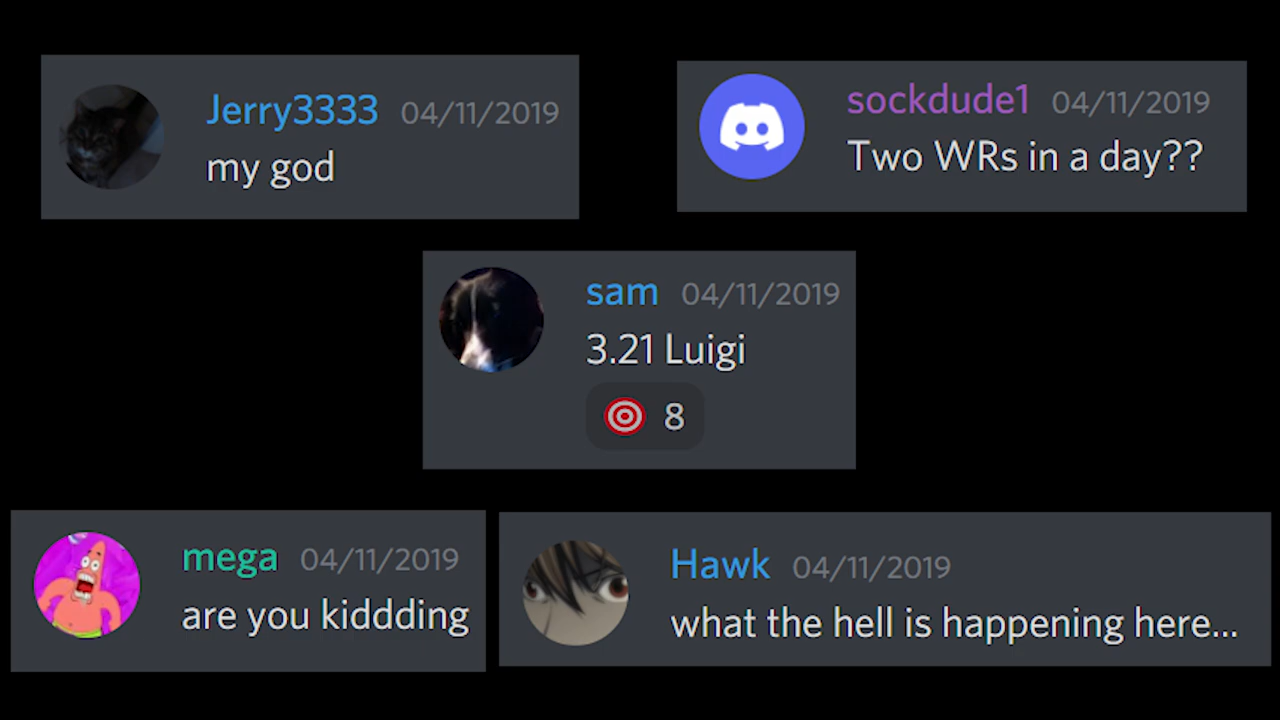 Jerry3333 04/11/2019
my god
sockdude1 04/11/2019
Two WRs in a day??
sam 04/11/2019
3.21 Luigi
8
mega 04/11/2019
are you kiddding
Hawk 04/11/2019
what the hell is happening here...